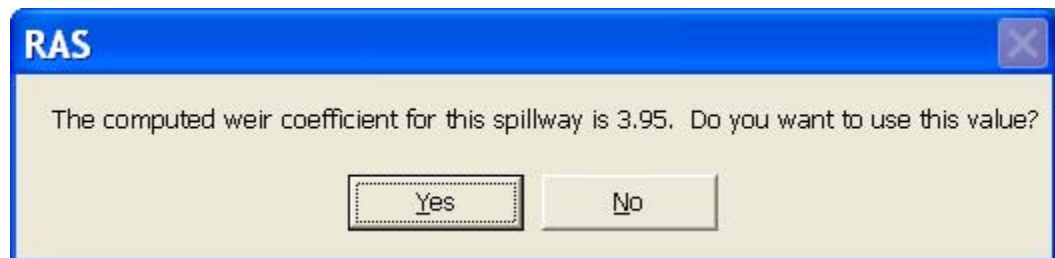 RAS
The computed weir coefficient for this spillway is 3.95.  Do you want to use this value?
Yes
No